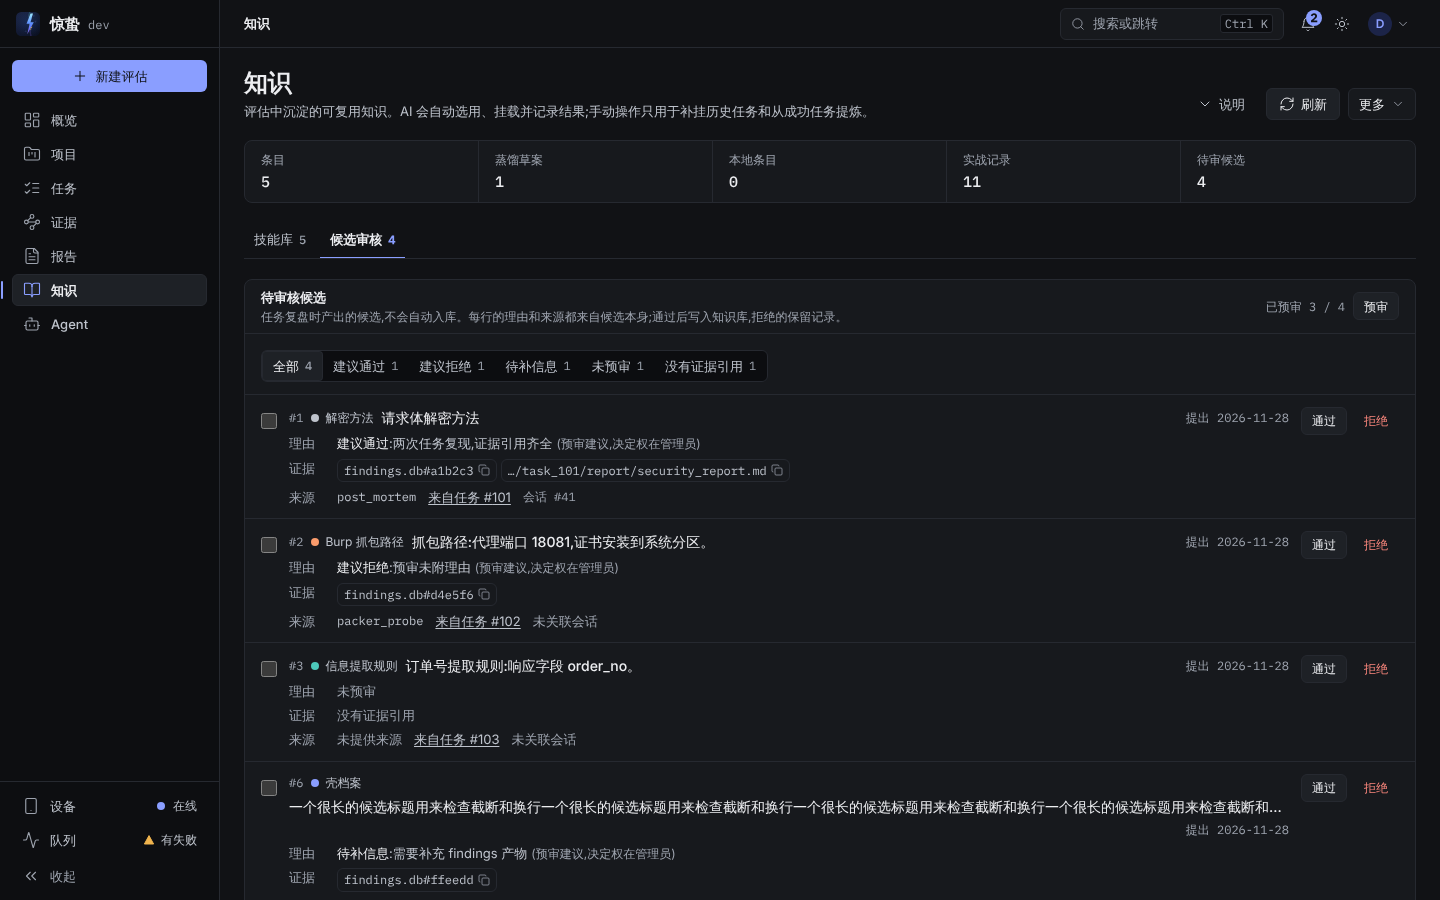 惊蛰 dev
知识
搜索或跳转 Ctrl K
2
D
新建评估
概览
项目
任务
证据
报告
知识
Agent
设备 在线
队列 有失败
收起
知识
评估中沉淀的可复用知识。AI 会自动选用、挂载并记录结果;手动操作只用于补挂历史任务和从成功任务提炼。
说明 刷新 更多
条目 蒸馏草案 本地条目 实战记录 待审候选
5 1 0 11 4
技能库 5 候选审核 4
待审核候选
任务复盘时产出的候选,不会自动入库。每行的理由和来源都来自候选本身;通过后写入知识库,拒绝的保留记录。
已预审 3 / 4 预审
全部 4 建议通过 1 建议拒绝 1 待补信息 1 未预审 1 没有证据引用 1
#1 解密方法 请求体解密方法 提出 2026-11-28 通过 拒绝
理由 建议通过:两次任务复现,证据引用齐全 (预审建议,决定权在管理员)
证据 findings.db#a1b2c3 …/task_101/report/security_report.md
来源 post_mortem 来自任务 #101 会话 #41
#2 Burp 抓包路径 抓包路径:代理端口 18081,证书安装到系统分区。 提出 2026-11-28 通过 拒绝
理由 建议拒绝:预审未附理由 (预审建议,决定权在管理员)
证据 findings.db#d4e5f6
来源 packer_probe 来自任务 #102 未关联会话
#3 信息提取规则 订单号提取规则:响应字段 order_no。 提出 2026-11-28 通过 拒绝
理由 未预审
证据 没有证据引用
来源 未提供来源 来自任务 #103 未关联会话
#6 壳档案 通过 拒绝
一个很长的候选标题用来检查截断和换行一个很长的候选标题用来检查截断和换行一个很长的候选标题用来检查截断和换行一个很长的候选标题用来检查截断和…
提出 2026-11-28
理由 待补信息:需要补充 findings 产物 (预审建议,决定权在管理员)
证据 findings.db#ffeedd